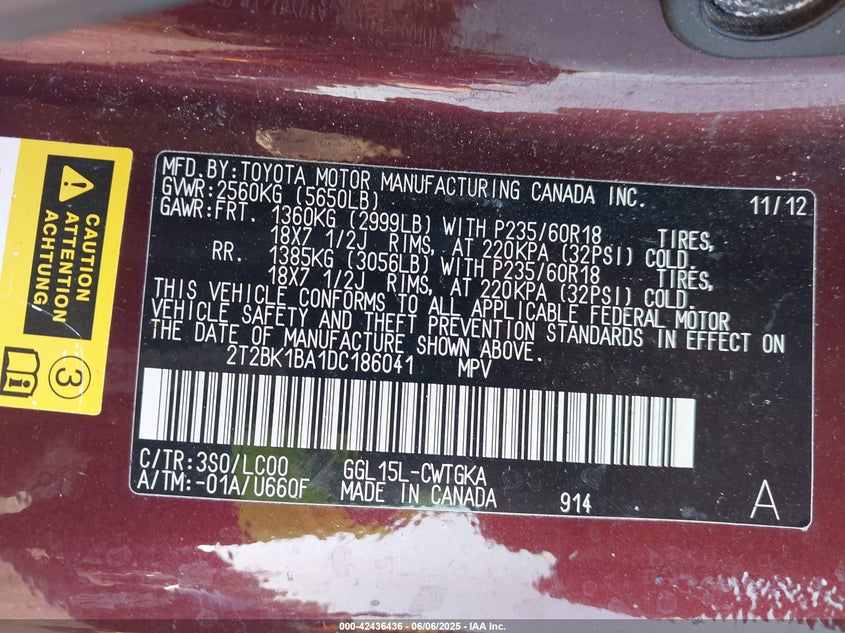 CAUTION
ATTENTION
ACHTUNG
3
MFD.BY:TOYOTA MOTOR MANUFACTURING CANADA INC. 11/12
GVWR:2560KG (5650LB)
GAWR:FRT. 1360KG (2999LB) WITH P235/60R18 TIRES,
18X7 1/2J RIMS, AT 220KPA (32PSI) COLD.
RR. 1385KG (3056LB) WITH P235/60R18 TIRES,
18X7 1/2J RIMS, AT 220KPA (32PSI) COLD.
THIS VEHICLE CONFORMS TO ALL APPLICABLE FEDERAL MOTOR
VEHICLE SAFETY AND THEFT PREVENTION STANDARDS IN EFFECT ON
THE DATE OF MANUFACTURE SHOWN ABOVE.
2T2BK1BA1DC186041 MPV
C/TR:3S0/LC00 GGL15L-CWTGKA
A/TM:-01A/U660F MADE IN CANADA 914 A
000-42436436 - 06/06/2025 - IAA Inc.